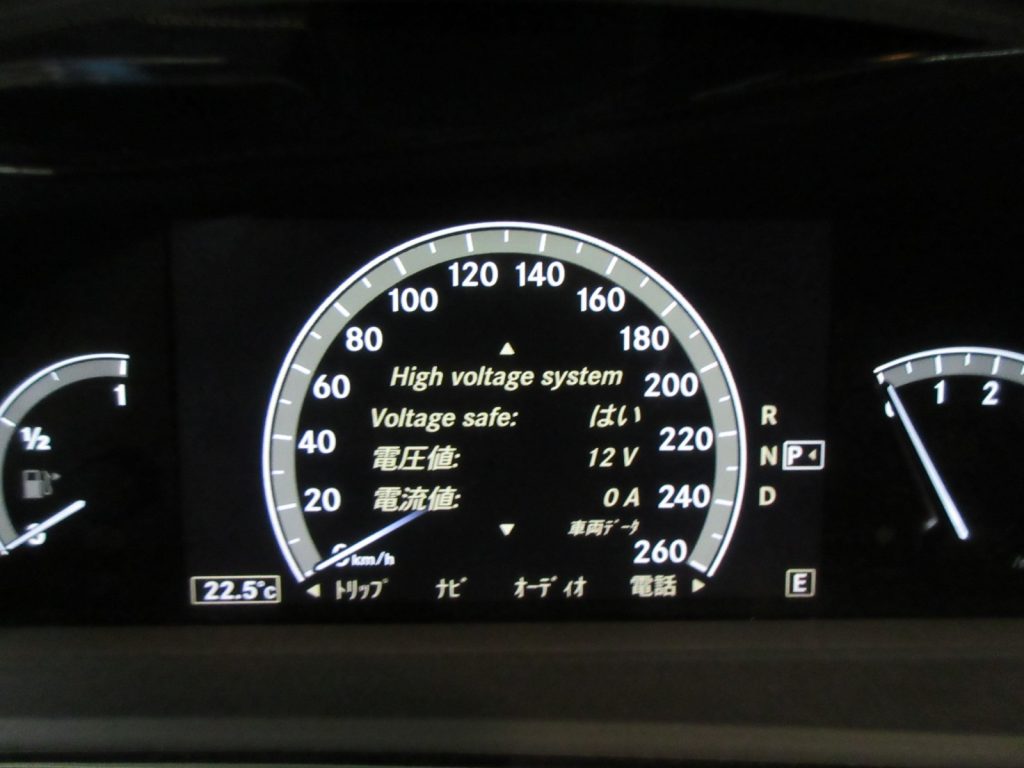 120 140
100 160
80 180
60 200
40 220
20 240
260
High voltage system
Voltage safe: はい
電圧値: 12 V
電流値: 0 A
車両ﾃﾞｰﾀ
km/h
1
½
1 2
R
N P
D
22.5°C ﾄﾘｯﾌﾟ ﾅﾋﾞ ｵｰﾃﾞｨｵ 電話 E